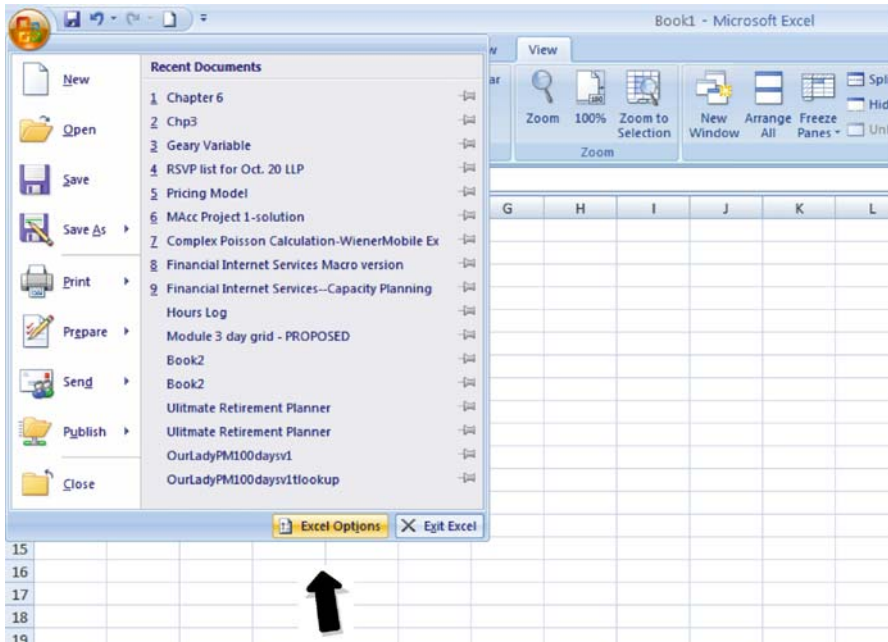 Book1 - Microsoft Excel
View
New
Open
Save
Save As
Print
Prepare
Send
Publish
Close
Recent Documents
1 Chapter 6
2 Chp3
3 Geary Variable
4 RSVP list for Oct. 20 LLP
5 Pricing Model
6 MAcc Project 1-solution
7 Complex Poisson Calculation-WienerMobile Ex
8 Financial Internet Services Macro version
9 Financial Internet Services--Capacity Planning
Hours Log
Module 3 day grid - PROPOSED
Book2
Book2
Ulitmate Retirement Planner
Ulitmate Retirement Planner
OurLadyPM100daysv1
OurLadyPM100daysv1tlookup
Excel Options
Exit Excel
w
ar
Zoom
100%
Zoom to
Selection
Zoom
New
Window
Arrange
All
Freeze
Panes
Spl
Hid
Un
G H I J K L
15
16
17
18
19